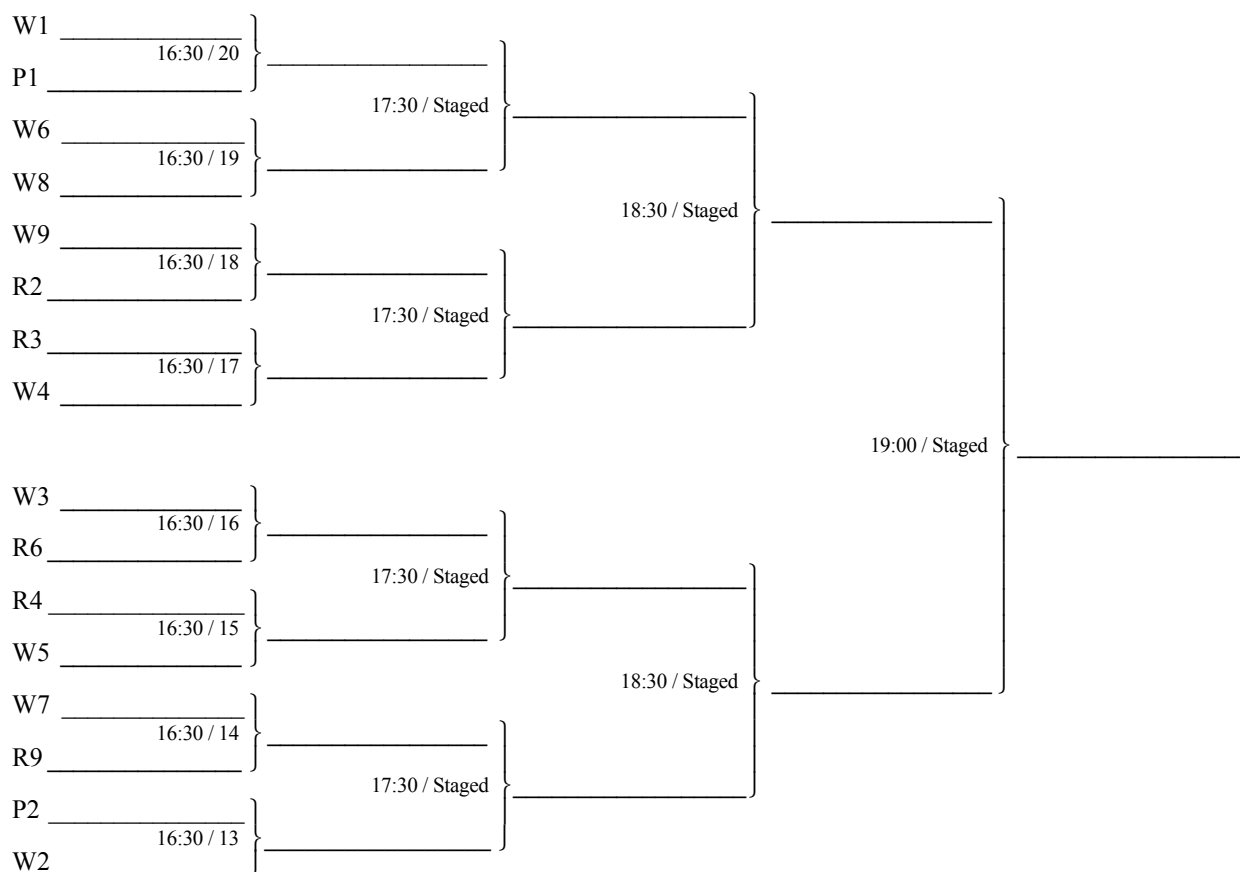 W1
16:30 / 20
P1
17:30 / Staged
W6
16:30 / 19
W8
18:30 / Staged
W9
16:30 / 18
R2
17:30 / Staged
R3
16:30 / 17
W4
19:00 / Staged
W3
16:30 / 16
R6
17:30 / Staged
R4
16:30 / 15
W5
18:30 / Staged
W7
16:30 / 14
R9
17:30 / Staged
P2
16:30 / 13
W2